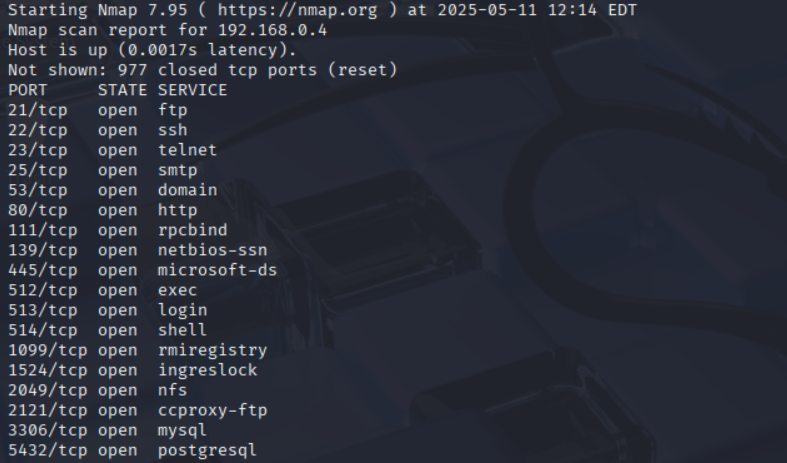 Starting Nmap 7.95 ( https://nmap.org ) at 2025-05-11 12:14 EDT
Nmap scan report for 192.168.0.4
Host is up (0.0017s latency).
Not shown: 977 closed tcp ports (reset)
PORT     STATE SERVICE
21/tcp   open  ftp
22/tcp   open  ssh
23/tcp   open  telnet
25/tcp   open  smtp
53/tcp   open  domain
80/tcp   open  http
111/tcp  open  rpcbind
139/tcp  open  netbios-ssn
445/tcp  open  microsoft-ds
512/tcp  open  exec
513/tcp  open  login
514/tcp  open  shell
1099/tcp open  rmiregistry
1524/tcp open  ingreslock
2049/tcp open  nfs
2121/tcp open  ccproxy-ftp
3306/tcp open  mysql
5432/tcp open  postgresql